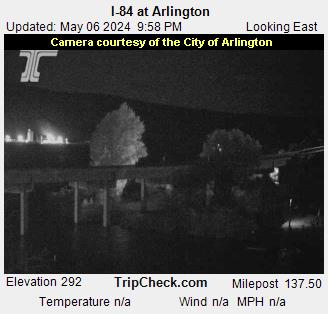 I-84 at Arlington
Updated: May 06 2024 9:58 PM Looking East
Camera courtesy of the City of Arlington
Elevation 292 TripCheck.com Milepost 137.50
Temperature n/a Wind n/a MPH n/a